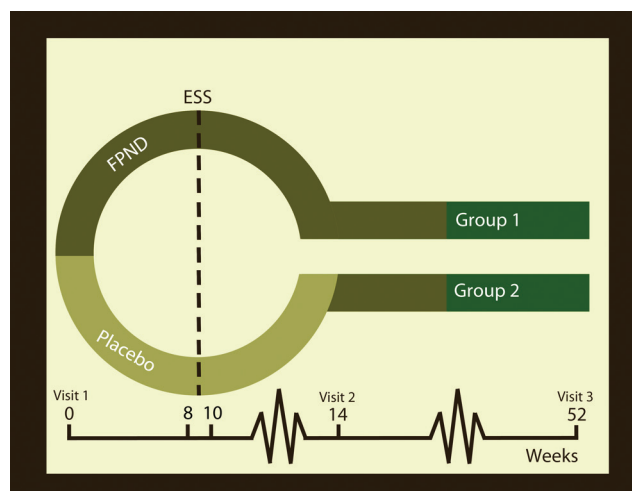 ESS
FPND
Group 1
Group 2
Placebo
Visit 1
0
8
10
Visit 2
14
Visit 3
52
Weeks